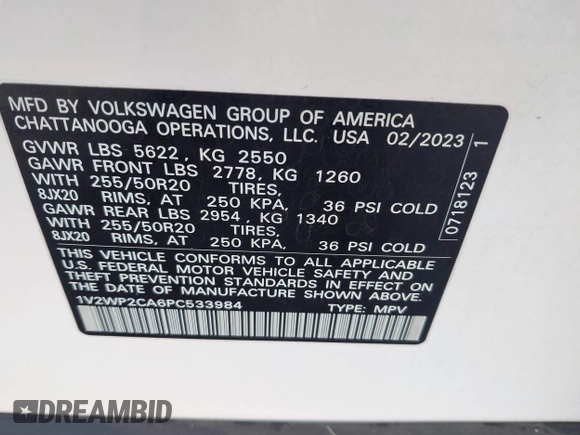 MFD BY VOLKSWAGEN GROUP OF AMERICA
CHATTANOOGA OPERATIONS, LLC. USA 02/2023
GVWR LBS 5622, KG 2550
GAWR FRONT LBS 2778, KG 1260
WITH 255/50R20 TIRES,
8JX20 RIMS, AT 250 KPA, 36 PSI COLD
GAWR REAR LBS 2954, KG 1340
WITH 255/50R20 TIRES,
8JX20 RIMS, AT 250 KPA, 36 PSI COLD
THIS VEHICLE CONFORMS TO ALL APPLICABLE
U.S. FEDERAL MOTOR VEHICLE SAFETY AND
THEFT PREVENTION STANDARDS IN EFFECT ON
THE DATE OF MANUFACTURE SHOWN ABOVE.
1V2WP2CA6PC533984 TYPE: MPV
0718123 1
DREAMBID